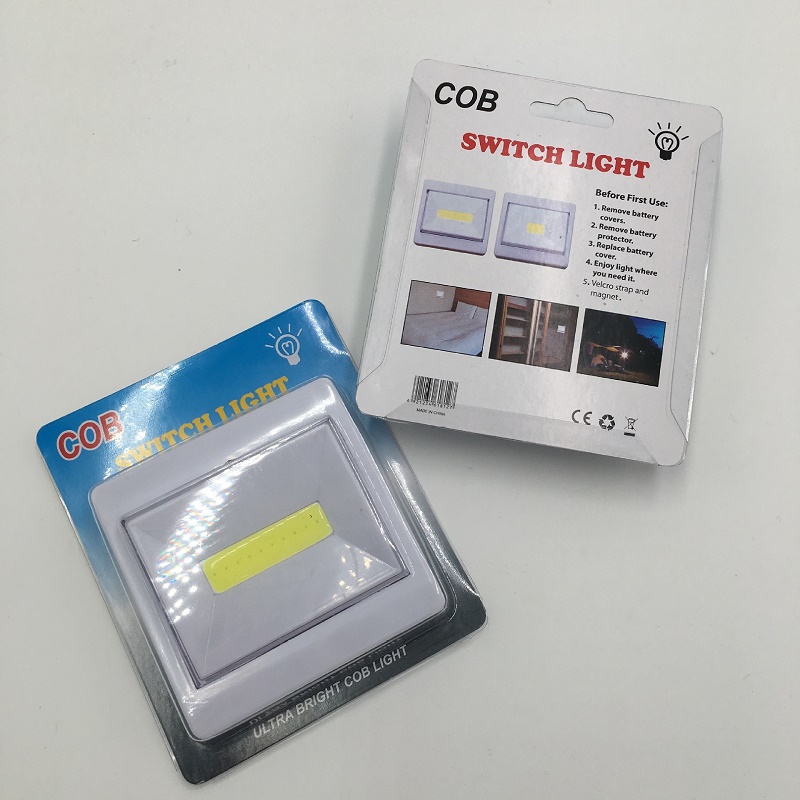 COB
SWITCH LIGHT
Before First Use:
1. Remove battery
covers.
2. Remove battery
protector.
3. Replace battery
cover.
4. Enjoy light where
you need it.
5. Velcro strap and
magnet.
MADE IN CHINA
CE
COB
SWITCH LIGHT
ULTRA BRIGHT COB LIGHT